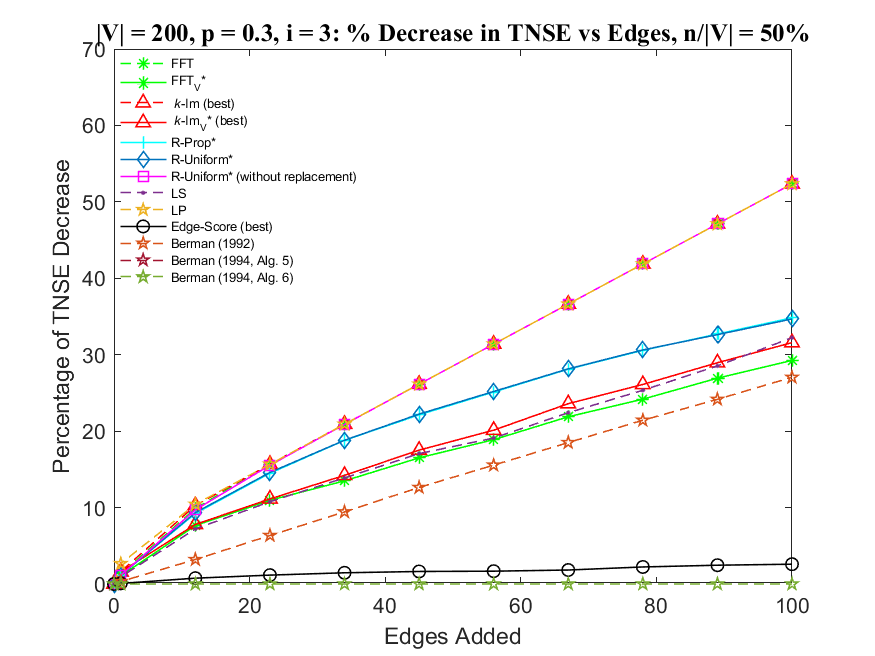 |V| = 200, p = 0.3, i = 3: % Decrease in TNSE vs Edges, n/|V| = 50%
70
60
50
40
30
20
10
0
Percentage of TNSE Decrease
FFT
FFT_V*
k-lm (best)
k-lm_V* (best)
R-Prop*
R-Uniform*
R-Uniform* (without replacement)
LS
LP
Edge-Score (best)
Berman (1992)
Berman (1994, Alg. 5)
Berman (1994, Alg. 6)
0 20 40 60 80 100
Edges Added